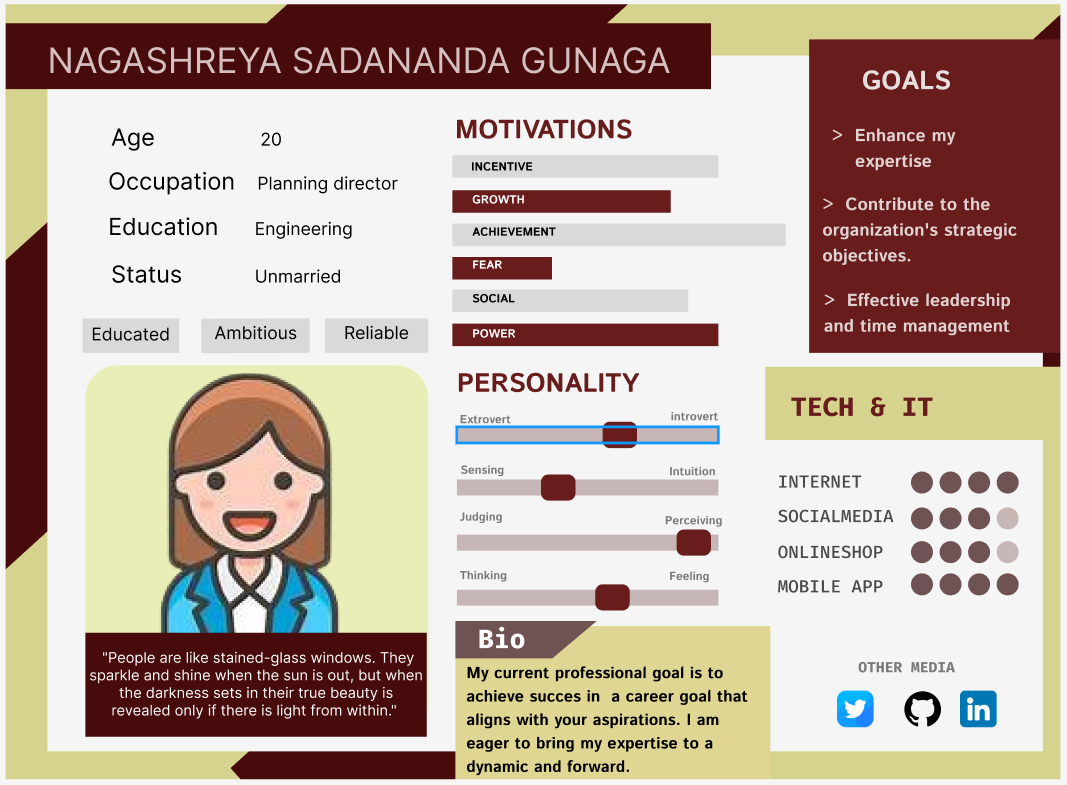 NAGASHREYA SADANANDA GUNAGA
Age 20
Occupation Planning director
Education Engineering
Status Unmarried
Educated Ambitious Reliable
"People are like stained-glass windows. They
sparkle and shine when the sun is out, but when
the darkness sets in their true beauty is
revealed only if there is light from within."
MOTIVATIONS
INCENTIVE
GROWTH
ACHIEVEMENT
FEAR
SOCIAL
POWER
PERSONALITY
Extrovert introvert
Sensing Intuition
Judging Perceiving
Thinking Feeling
Bio
My current professional goal is to
achieve succes in a career goal that
aligns with your aspirations. I am
eager to bring my expertise to a
dynamic and forward.
GOALS
> Enhance my
expertise
> Contribute to the
organization's strategic
objectives.
> Effective leadership
and time management
TECH & IT
INTERNET
SOCIALMEDIA
ONLINESHOP
MOBILE APP
OTHER MEDIA
in